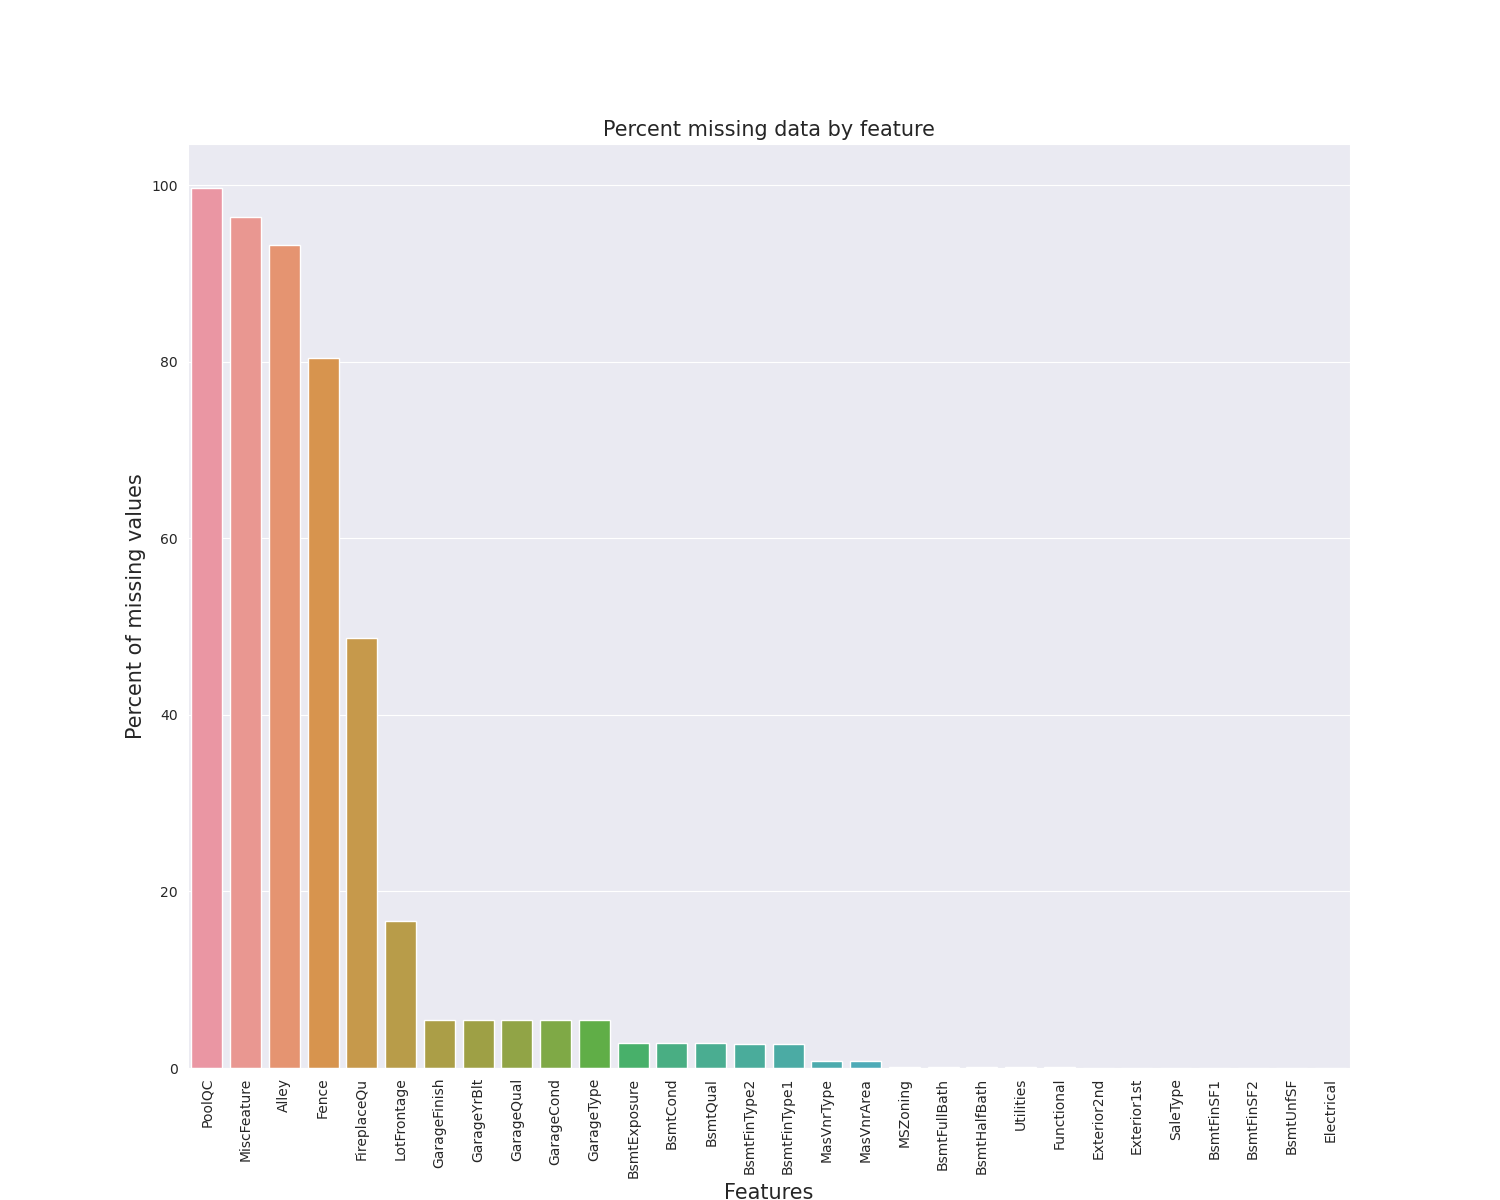 Percent missing data by feature
100
80
60
40
20
0
Percent of missing values
PoolQC
MiscFeature
Alley
Fence
FireplaceQu
LotFrontage
GarageFinish
GarageYrBlt
GarageQual
GarageCond
GarageType
BsmtExposure
BsmtCond
BsmtQual
BsmtFinType2
BsmtFinType1
MasVnrType
MasVnrArea
MSZoning
BsmtFullBath
BsmtHalfBath
Utilities
Functional
Exterior2nd
Exterior1st
SaleType
BsmtFinSF1
BsmtFinSF2
BsmtUnfSF
Electrical
Features